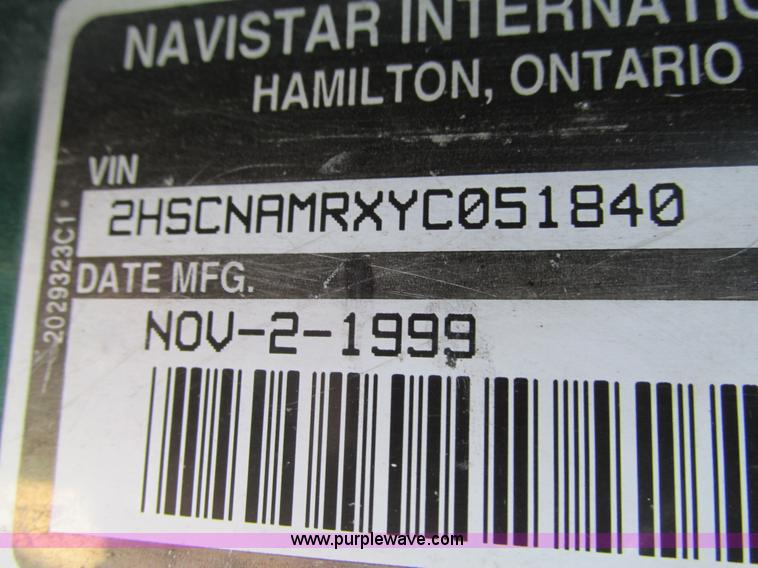 NAVISTAR INTERNATIO
HAMILTON, ONTARIO
VIN
2HSCNAMRXYC051840
DATE MFG.
NOV-2-1999
2029323C1
www.purplewave.com